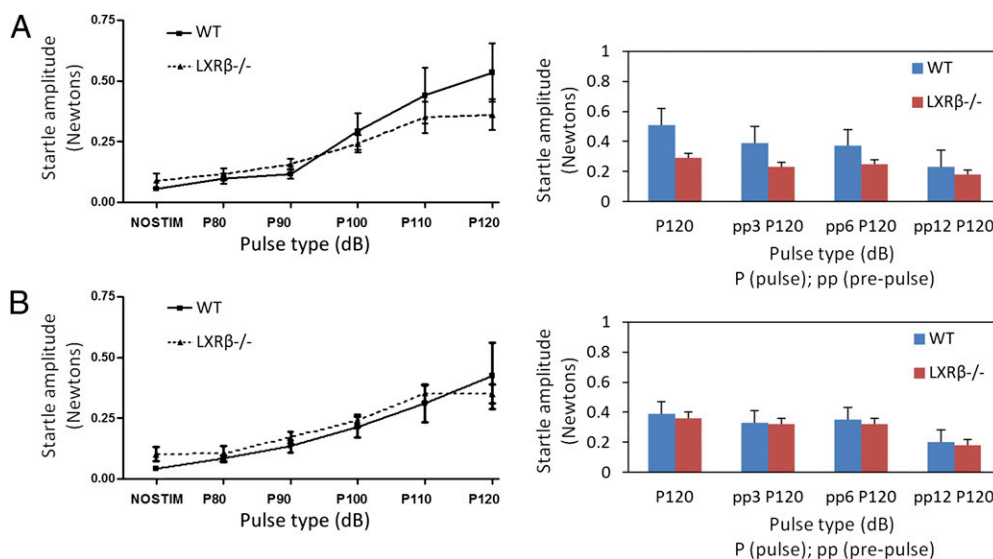 A
Startle amplitude
(Newtons)
0.75
0.50
0.25
0.00
WT
LXRβ-/-
NOSTIM P80 P90 P100 P110 P120
Pulse type (dB)
Startle amplitude
(Newtons)
1
0.8
0.6
0.4
0.2
0
WT
LXRβ-/-
P120 pp3 P120 pp6 P120 pp12 P120
Pulse type (dB)
P (pulse); pp (pre-pulse)
B
Startle amplitude
(Newtons)
0.75
0.50
0.25
0.00
WT
LXRβ-/-
NOSTIM P80 P90 P100 P110 P120
Pulse type (dB)
Startle amplitude
(Newtons)
1
0.8
0.6
0.4
0.2
0
WT
LXRβ-/-
P120 pp3 P120 pp6 P120 pp12 P120
Pulse type (dB)
P (pulse); pp (pre-pulse)